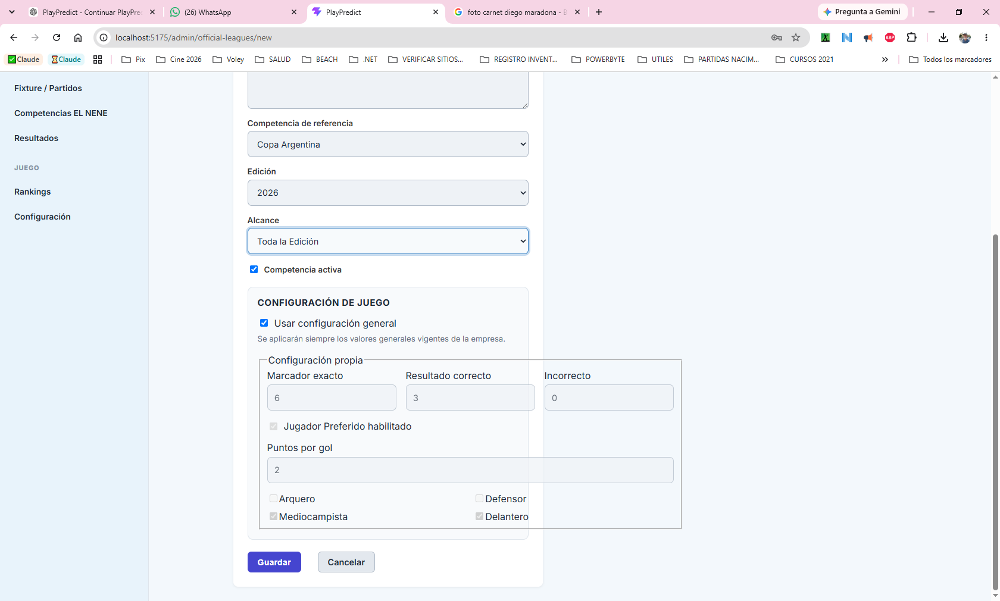 PlayPredict - Continuar PlayPrec
(26) WhatsApp
PlayPredict
foto carnet diego maradona - B
Pregunta a Gemini
localhost:5175/admin/official-leagues/new
ABP
Claude
Claude
Pix
Cine 2026
Voley
SALUD
BEACH
.NET
VERIFICAR SITIOS...
REGISTRO INVENT...
POWERBYTE
UTILES
PARTIDAS NACIM...
CURSOS 2021
Todos los marcadores
Fixture / Partidos
Competencias EL NENE
Resultados
JUEGO
Rankings
Configuración
Competencia de referencia
Copa Argentina
Edición
2026
Alcance
Toda la Edición
Competencia activa
CONFIGURACIÓN DE JUEGO
Usar configuración general
Se aplicarán siempre los valores generales vigentes de la empresa.
Configuración propia
Marcador exacto
Resultado correcto
Incorrecto
6
3
0
Jugador Preferido habilitado
Puntos por gol
2
Arquero
Defensor
Mediocampista
Delantero
Guardar
Cancelar